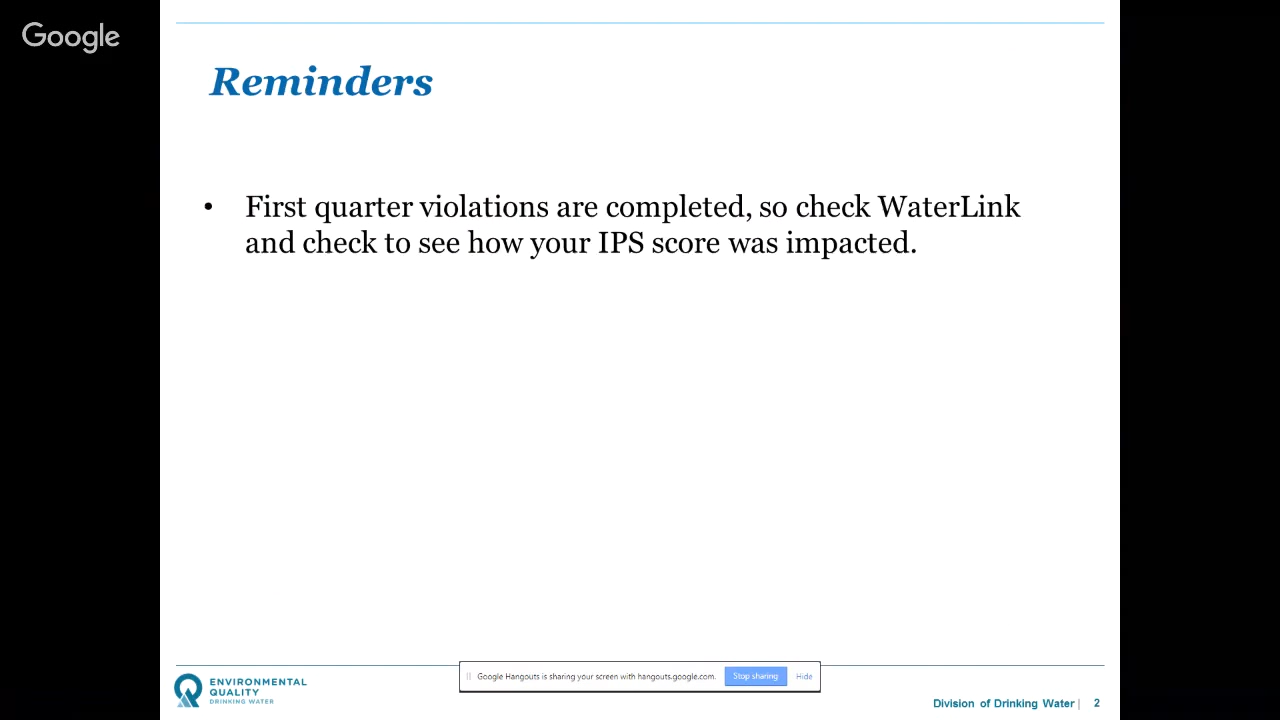 Google
Reminders
• First quarter violations are completed, so check WaterLink
and check to see how your IPS score was impacted.
Google Hangouts is sharing your screen with hangouts.google.com.
Stop sharing
Hide
ENVIRONMENTAL
QUALITY
DRINKING WATER
Division of Drinking Water | 2